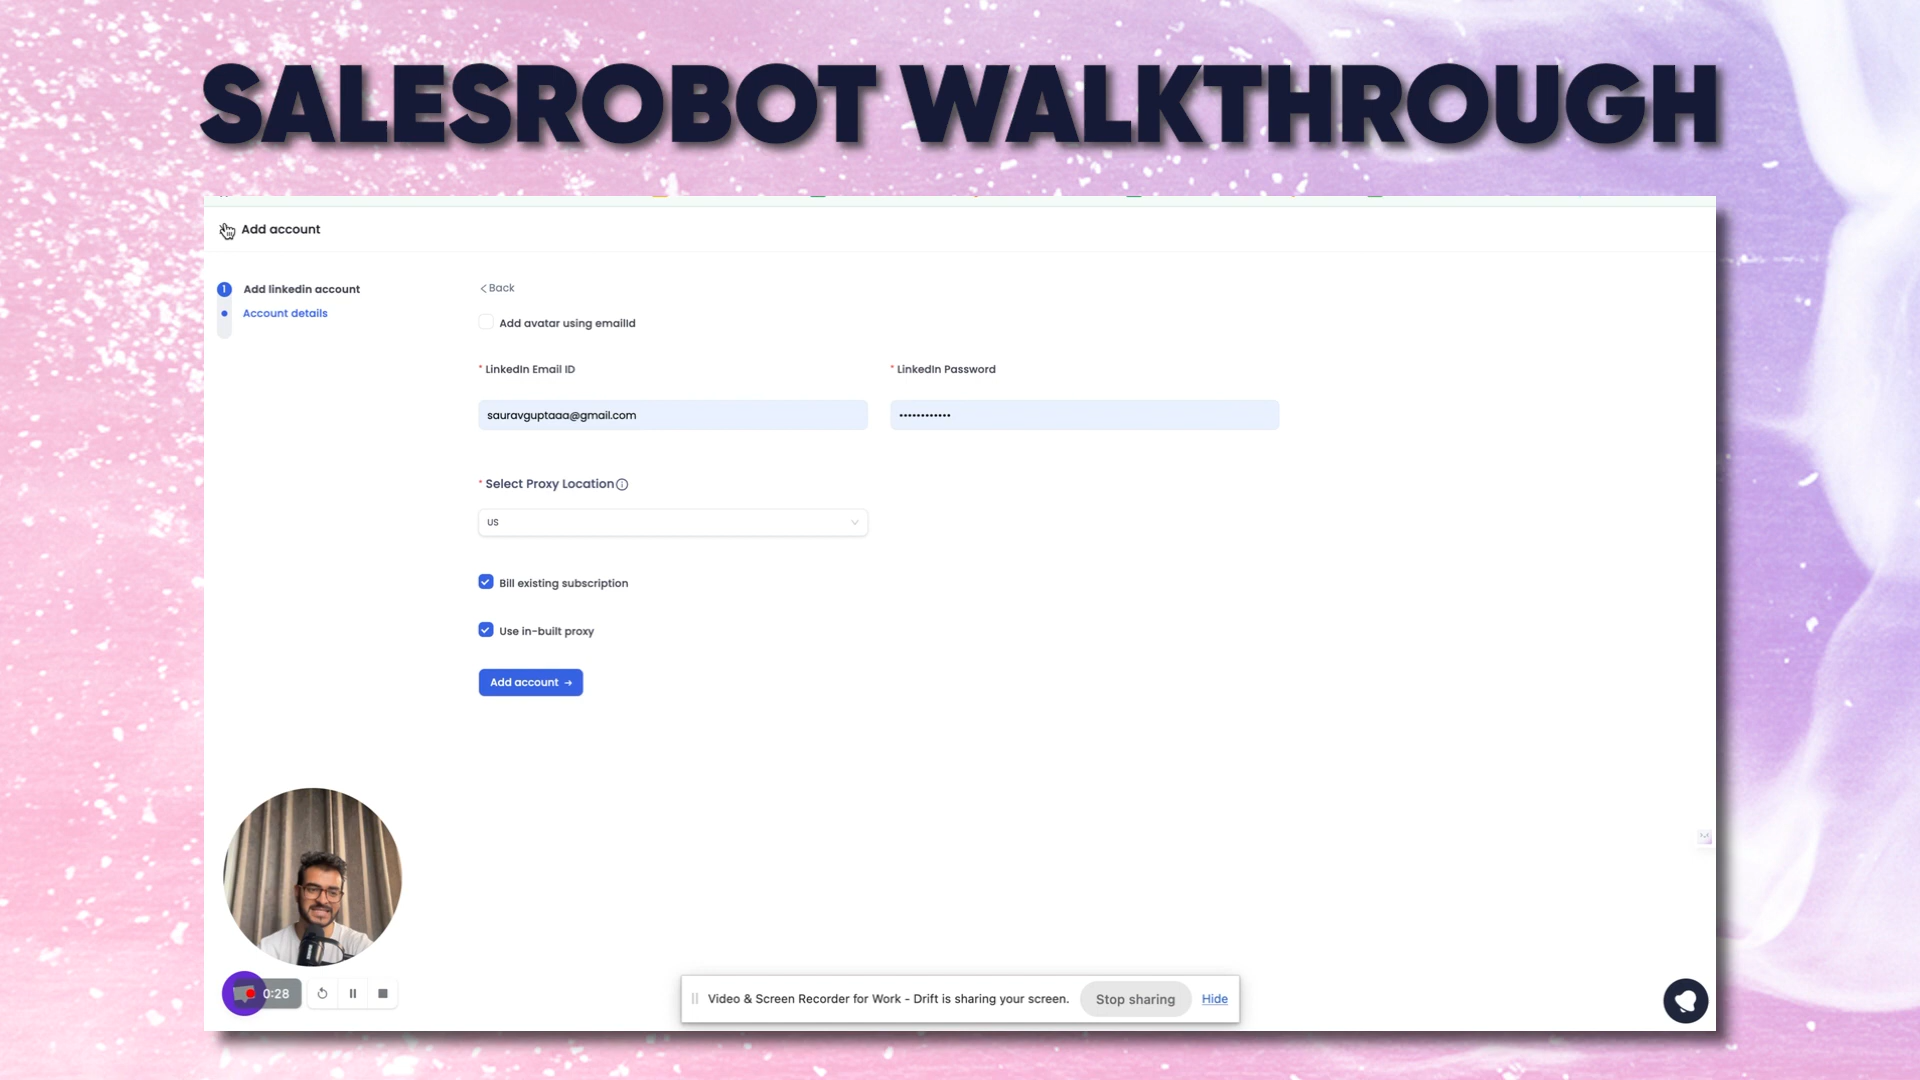 SALESROBOT WALKTHROUGH
Add account
1 Add linkedin account
Account details
Back
Add avatar using emailId
* LinkedIn Email ID
* LinkedIn Password
sauravguptaaa@gmail.com
••••••••••••
* Select Proxy Location
US
Bill existing subscription
Use in-built proxy
Add account →
0:28
Video & Screen Recorder for Work - Drift is sharing your screen.
Stop sharing
Hide